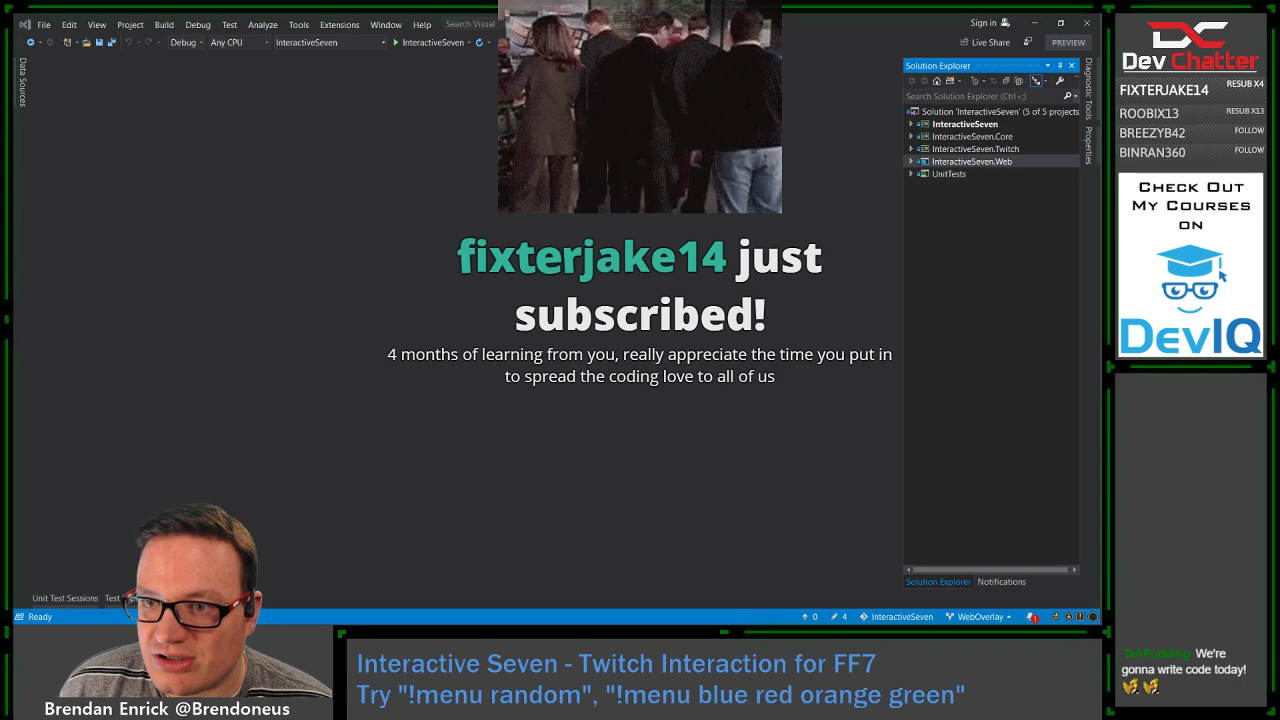 File Edit View Project Build Debug Test Analyze Tools Extensions Window Help Search Visual
Sign in
Debug Any CPU InteractiveSeven InteractiveSeven
Live Share PREVIEW
Data Sources
Solution Explorer
Search Solution Explorer (Ctrl+;)
Solution 'InteractiveSeven' (5 of 5 projects
InteractiveSeven
InteractiveSeven.Core
InteractiveSeven.Twitch
InteractiveSeven.Web
UnitTests
Diagnostic Tools
Properties
fixterjake14 just
subscribed!
4 months of learning from you, really appreciate the time you put in
to spread the coding love to all of us
Solution Explorer Notifications
Unit Test Sessions Test
Ready
0 4 InteractiveSeven WebOverlay 1
Brendan Enrick @Brendoneus
Interactive Seven - Twitch Interaction for FF7
Try "!menu random", "!menu blue red orange green"
DC
Dev Chatter
FIXTERJAKE14 RESUB X4
ROOBIX13 RESUB X13
BREEZYB42 FOLLOW
BINRAN360 FOLLOW
CHECK OUT
MY COURSES
ON
DevIQ
TehPudding: We're
gonna write code today!